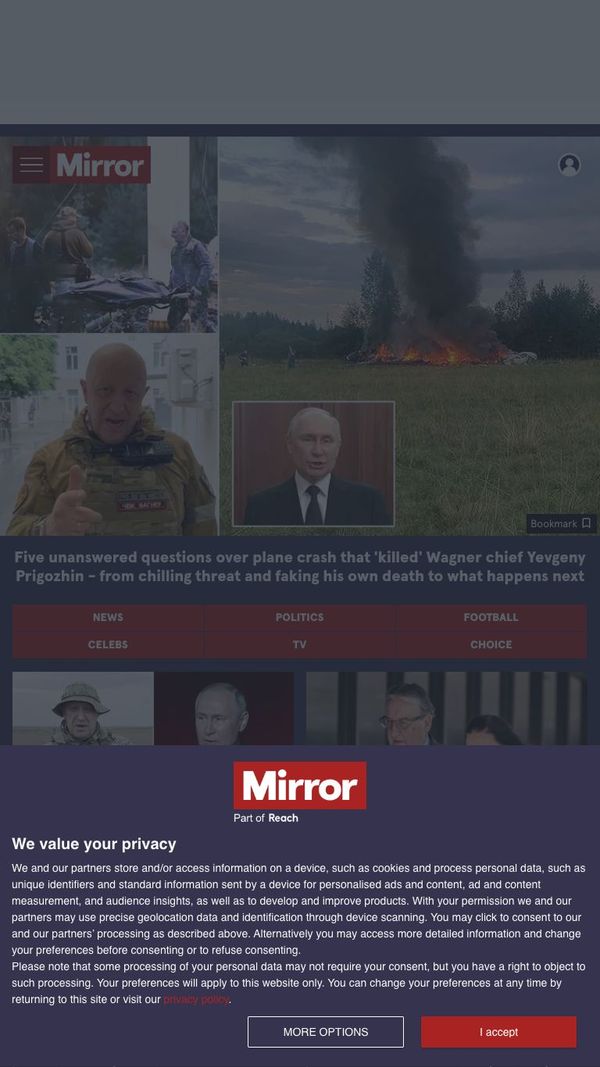 Mirror
Bookmark
Five unanswered questions over plane crash that 'killed' Wagner chief Yevgeny
Prigozhin - from chilling threat and faking his own death to what happens next
NEWS
POLITICS
FOOTBALL
CELEBS
TV
CHOICE
Mirror
Part of Reach
We value your privacy
We and our partners store and/or access information on a device, such as cookies and process personal data, such as
unique identifiers and standard information sent by a device for personalised ads and content, ad and content
measurement, and audience insights, as well as to develop and improve products. With your permission we and our
partners may use precise geolocation data and identification through device scanning. You may click to consent to our
and our partners' processing as described above. Alternatively you may access more detailed information and change
your preferences before consenting or to refuse consenting.
Please note that some processing of your personal data may not require your consent, but you have a right to object to
such processing. Your preferences will apply to this website only. You can change your preferences at any time by
returning to this site or visit our privacy policy.
MORE OPTIONS
I accept